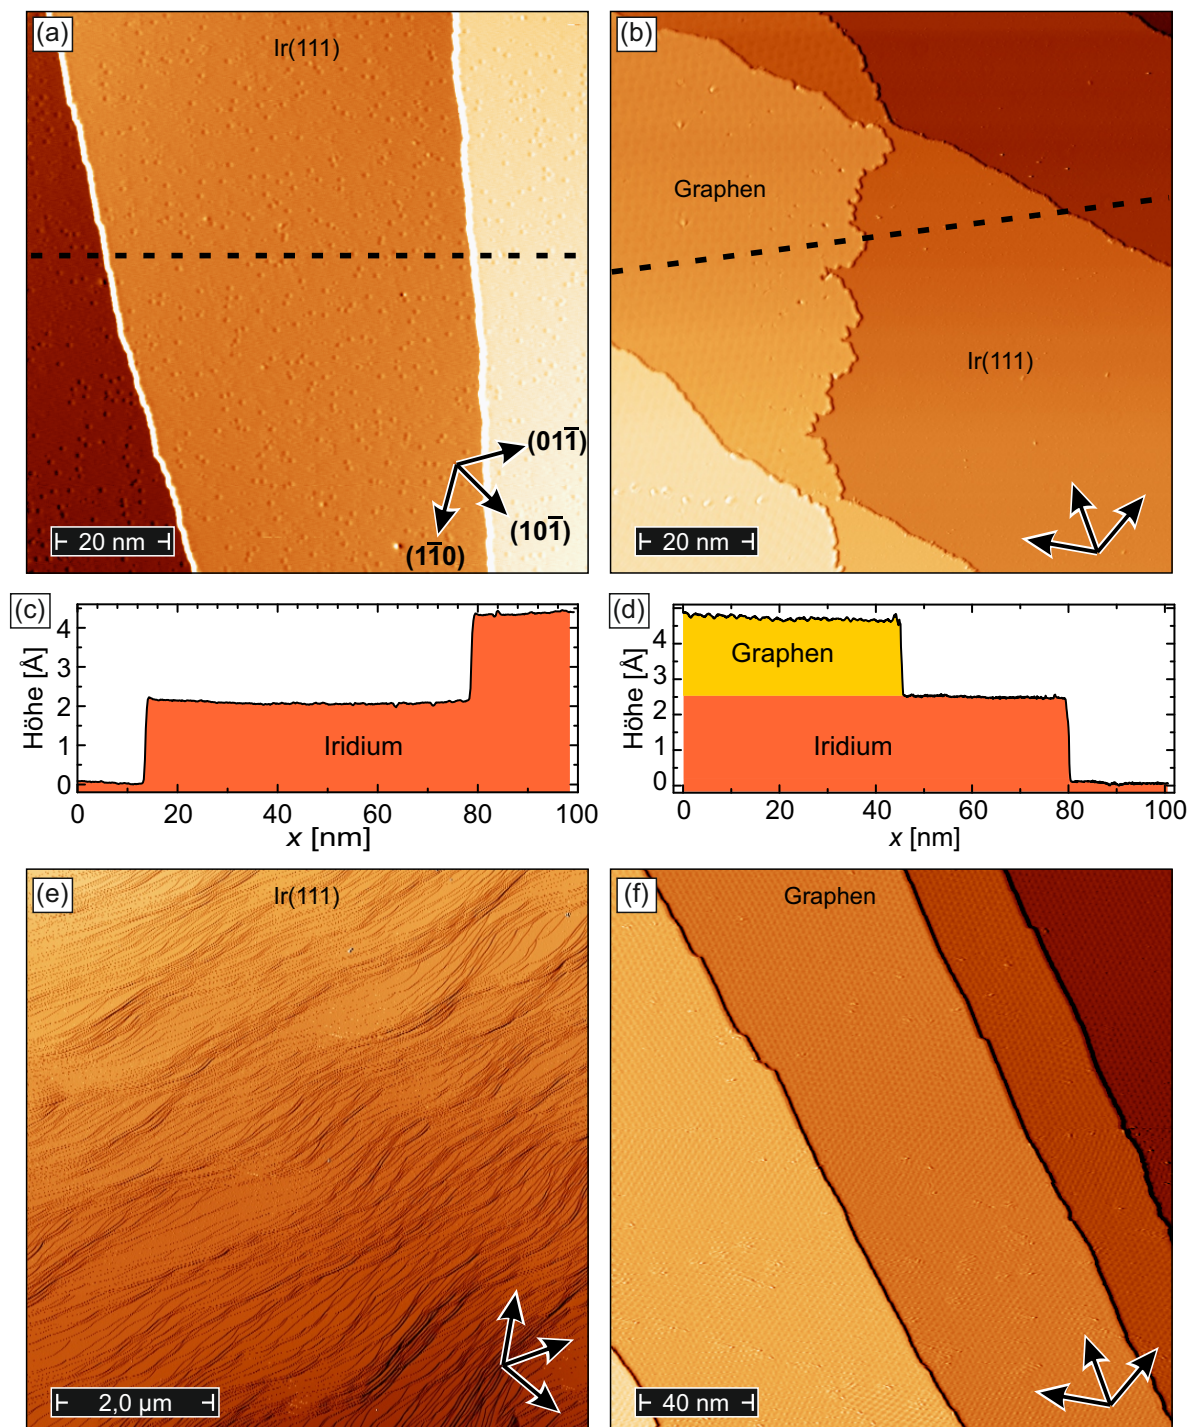 (a)
Ir(111)
(011̅)
(101̅)
(11̅0)
20 nm
(b)
Graphen
Ir(111)
20 nm
(c)
Höhe [Å]
4
3
2
1
0
Iridium
0 20 40 60 80 100
x [nm]
(d)
Höhe [Å]
4
3
2
1
0
Graphen
Iridium
0 20 40 60 80 100
x [nm]
(e)
Ir(111)
2,0 µm
(f)
Graphen
40 nm